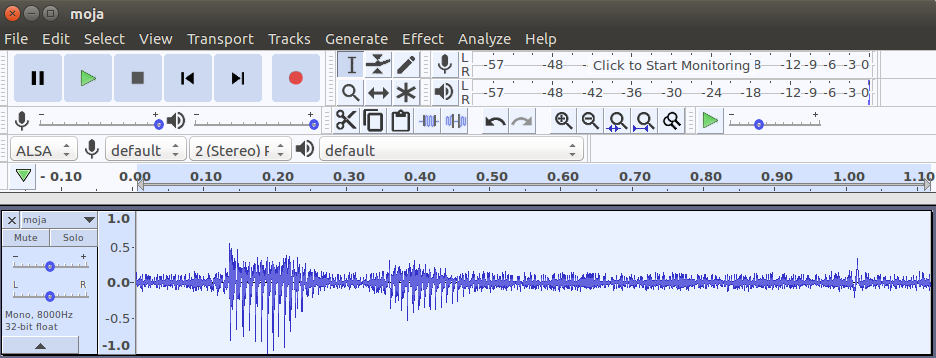 moja
File Edit Select View Transport Tracks Generate Effect Analyze Help
L R -57 -48 - Click to Start Monitoring 8 -12 -9 -6 -3 0
L R -57 -48 -42 -36 -30 -24 -18 -12 -9 -6 -3 0
- + - + - +
ALSA default 2 (Stereo) default
- 0.10 0.00 0.10 0.20 0.30 0.40 0.50 0.60 0.70 0.80 0.90 1.00 1.10
× moja 1.0
Mute Solo
- + 0.5-
0.0-
L R
Mono, 8000Hz -0.5-
32-bit float
-1.0